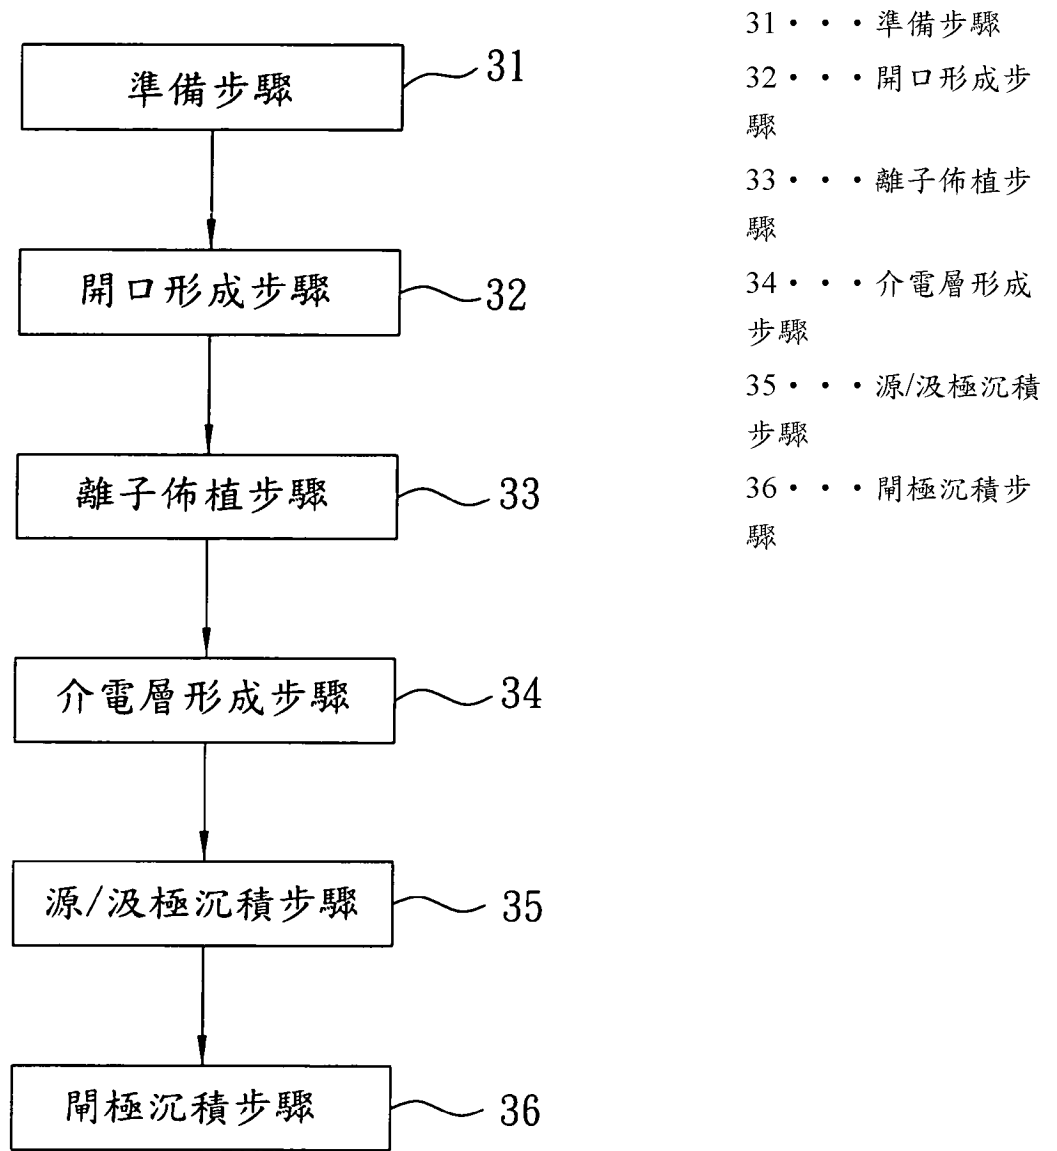 準備步驟 31
開口形成步驟 32
離子佈植步驟 33
介電層形成步驟 34
源/汲極沉積步驟 35
閘極沉積步驟 36
31・・・準備步驟
32・・・開口形成步
驟
33・・・離子佈植步
驟
34・・・介電層形成
步驟
35・・・源/汲極沉積
步驟
36・・・閘極沉積步
驟